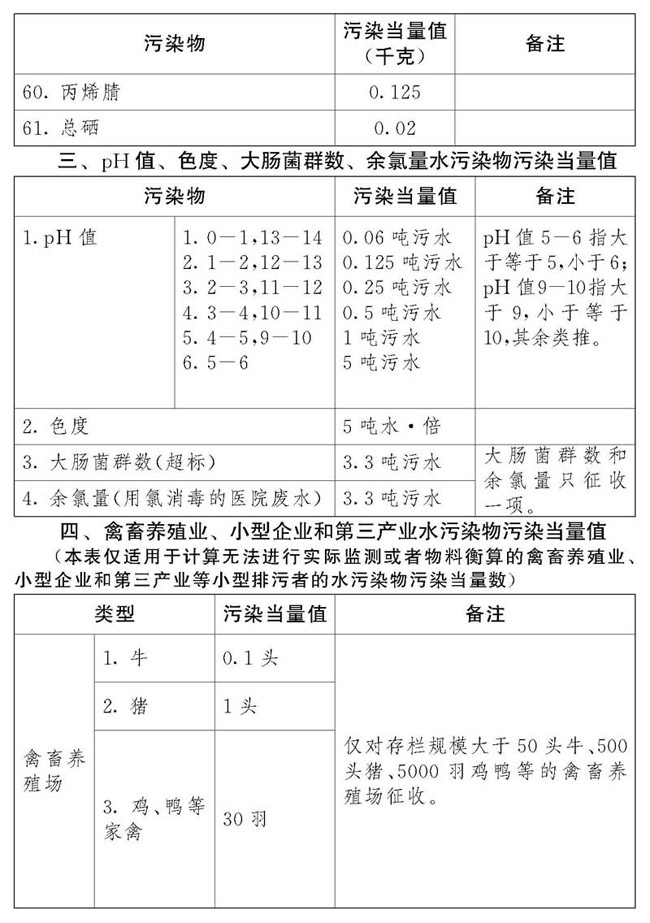 污染物 污染当量值（千克） 备注
60. 丙烯腈 0.125
61. 总硒 0.02
三、pH值、色度、大肠菌群数、余氯量水污染物污染当量值
污染物 污染当量值 备注
1.pH值
1. 0－1,13－14 0.06吨污水
2. 1－2,12－13 0.125吨污水
3. 2－3,11－12 0.25吨污水
4. 3－4,10－11 0.5吨污水
5. 4－5,9－10 1吨污水
6. 5－6 5吨污水
pH值5－6指大
于等于5,小于6;
pH值9－10指大
于9,小于等于
10,其余类推。
2. 色度 5吨水·倍
3. 大肠菌群数(超标) 3.3吨污水
4. 余氯量(用氯消毒的医院废水) 3.3吨污水
大肠菌群数和
余氯量只征收
一项。
四、禽畜养殖业、小型企业和第三产业水污染物污染当量值
（本表仅适用于计算无法进行实际监测或者物料衡算的禽畜养殖业、
小型企业和第三产业等小型排污者的水污染物污染当量数）
类型 污染当量值 备注
禽畜养
殖场
1. 牛 0.1头
2. 猪 1头
3. 鸡、鸭等
家禽
30羽
仅对存栏规模大于50头牛、500
头猪、5000羽鸡鸭等的禽畜养
殖场征收。